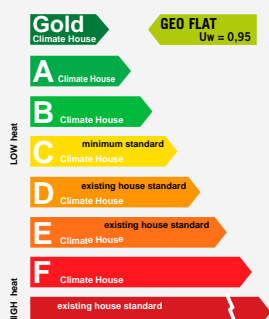 Gold
Climate House
GEO FLAT
Uw = 0,95
A Climate House
B Climate House
minimum standard
C Climate House
existing house standard
D Climate House
existing house standard
E Climate House
F Climate House
existing house standard
LOW heat
HIGH heat